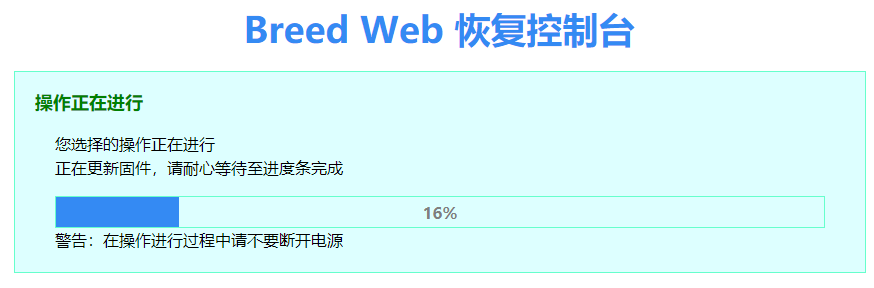 Breed Web 恢复控制台
操作正在进行
您选择的操作正在进行
正在更新固件，请耐心等待至进度条完成
16%
警告：在操作进行过程中请不要断开电源